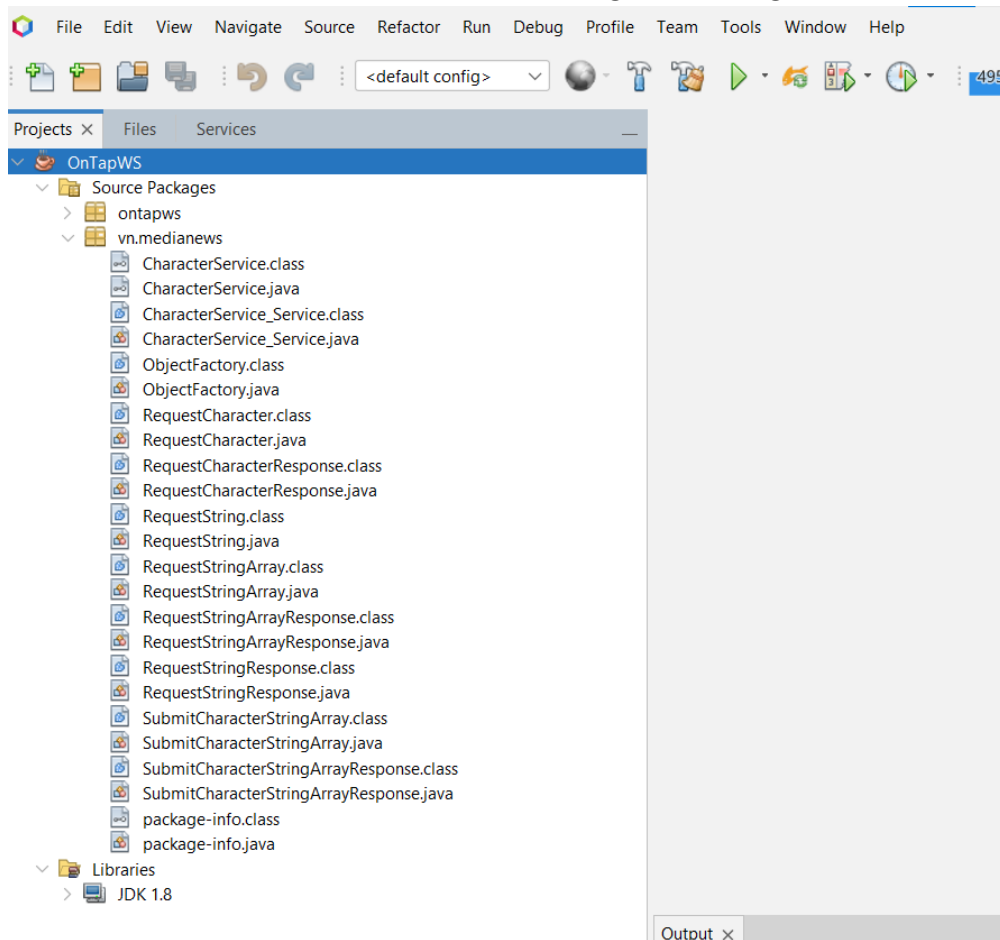 File Edit View Navigate Source Refactor Run Debug Profile Team Tools Window Help
<default config> 495
Projects Files Services
OnTapWS
Source Packages
ontapws
vn.medianews
CharacterService.class
CharacterService.java
CharacterService_Service.class
CharacterService_Service.java
ObjectFactory.class
ObjectFactory.java
RequestCharacter.class
RequestCharacter.java
RequestCharacterResponse.class
RequestCharacterResponse.java
RequestString.class
RequestString.java
RequestStringArray.class
RequestStringArray.java
RequestStringArrayResponse.class
RequestStringArrayResponse.java
RequestStringResponse.class
RequestStringResponse.java
SubmitCharacterStringArray.class
SubmitCharacterStringArray.java
SubmitCharacterStringArrayResponse.class
SubmitCharacterStringArrayResponse.java
package-info.class
package-info.java
Libraries
JDK 1.8
Output